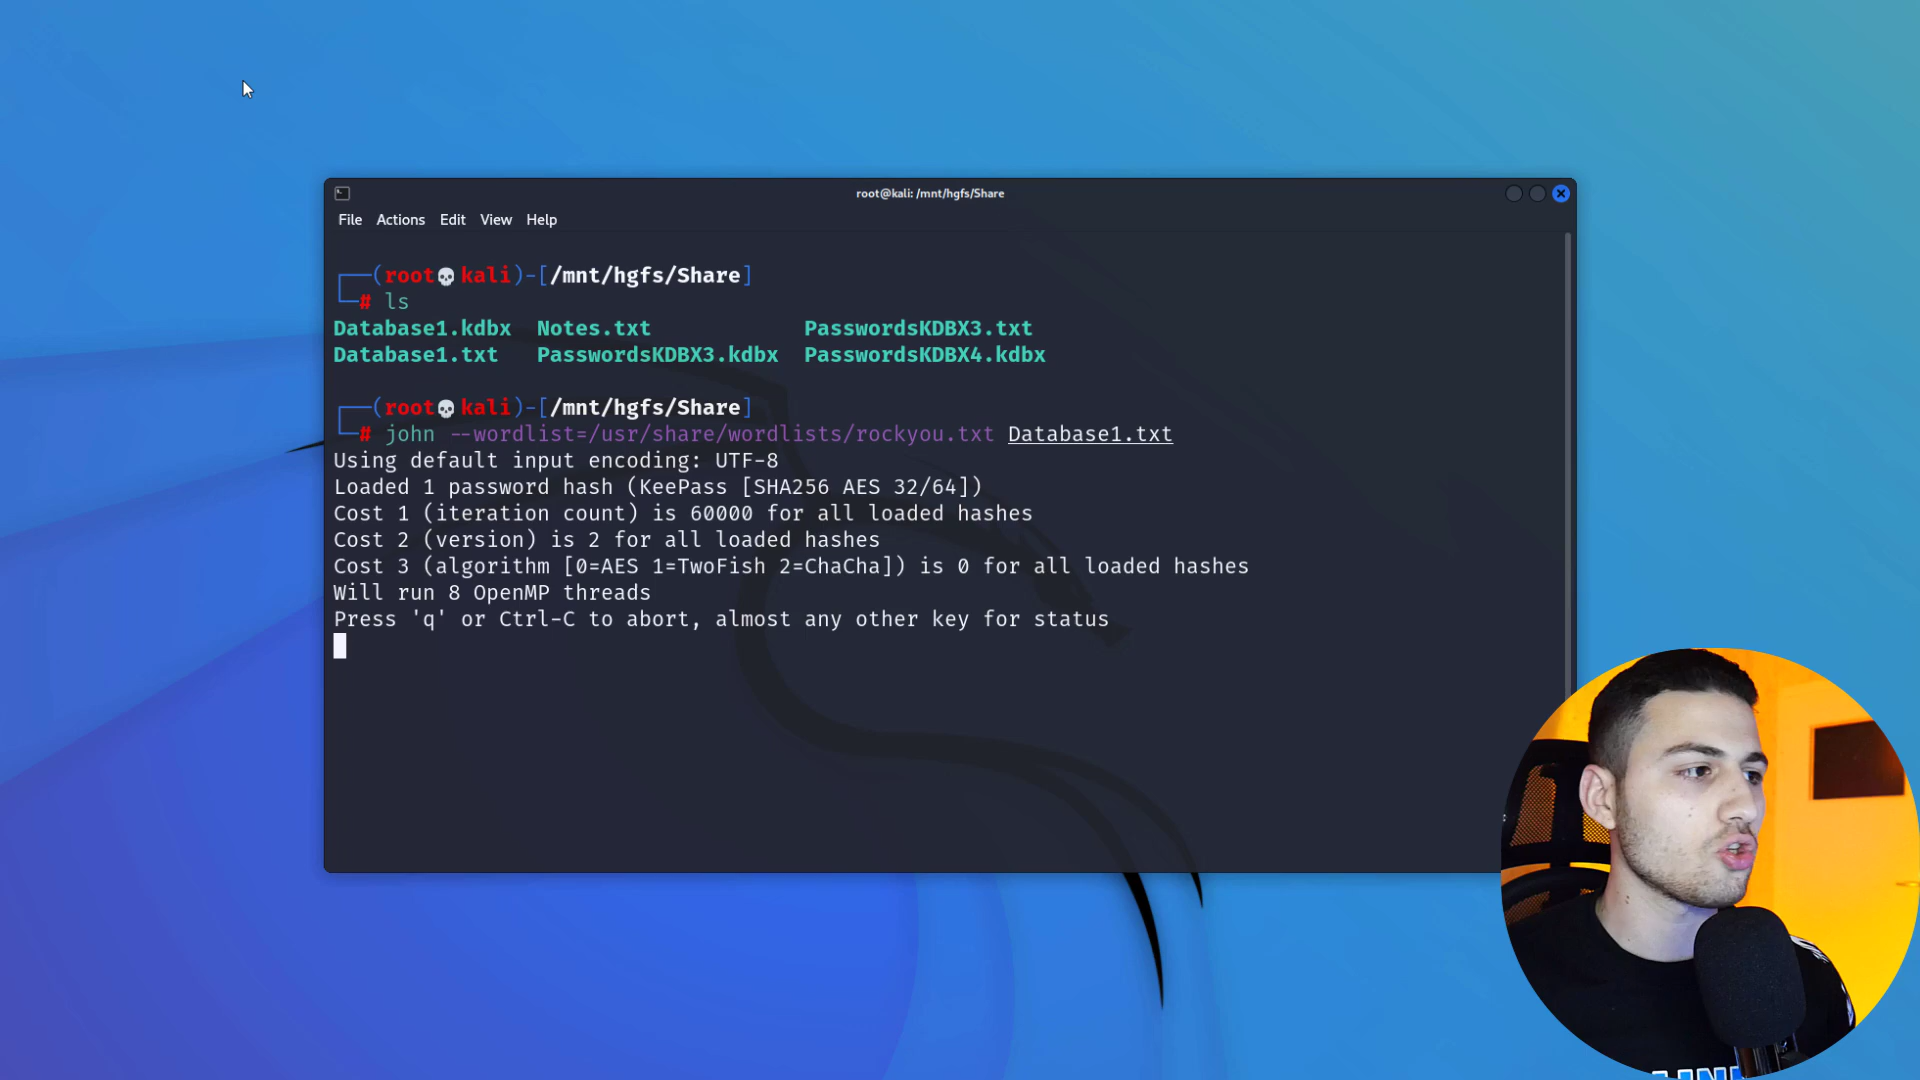 root@kali: /mnt/hgfs/Share
File Actions Edit View Help
┌──(root💀kali)-[/mnt/hgfs/Share]
└─# ls
Database1.kdbx Notes.txt PasswordsKDBX3.txt
Database1.txt PasswordsKDBX3.kdbx PasswordsKDBX4.kdbx
┌──(root💀kali)-[/mnt/hgfs/Share]
└─# john --wordlist=/usr/share/wordlists/rockyou.txt Database1.txt
Using default input encoding: UTF-8
Loaded 1 password hash (KeePass [SHA256 AES 32/64])
Cost 1 (iteration count) is 60000 for all loaded hashes
Cost 2 (version) is 2 for all loaded hashes
Cost 3 (algorithm [0=AES 1=TwoFish 2=ChaCha]) is 0 for all loaded hashes
Will run 8 OpenMP threads
Press 'q' or Ctrl-C to abort, almost any other key for status